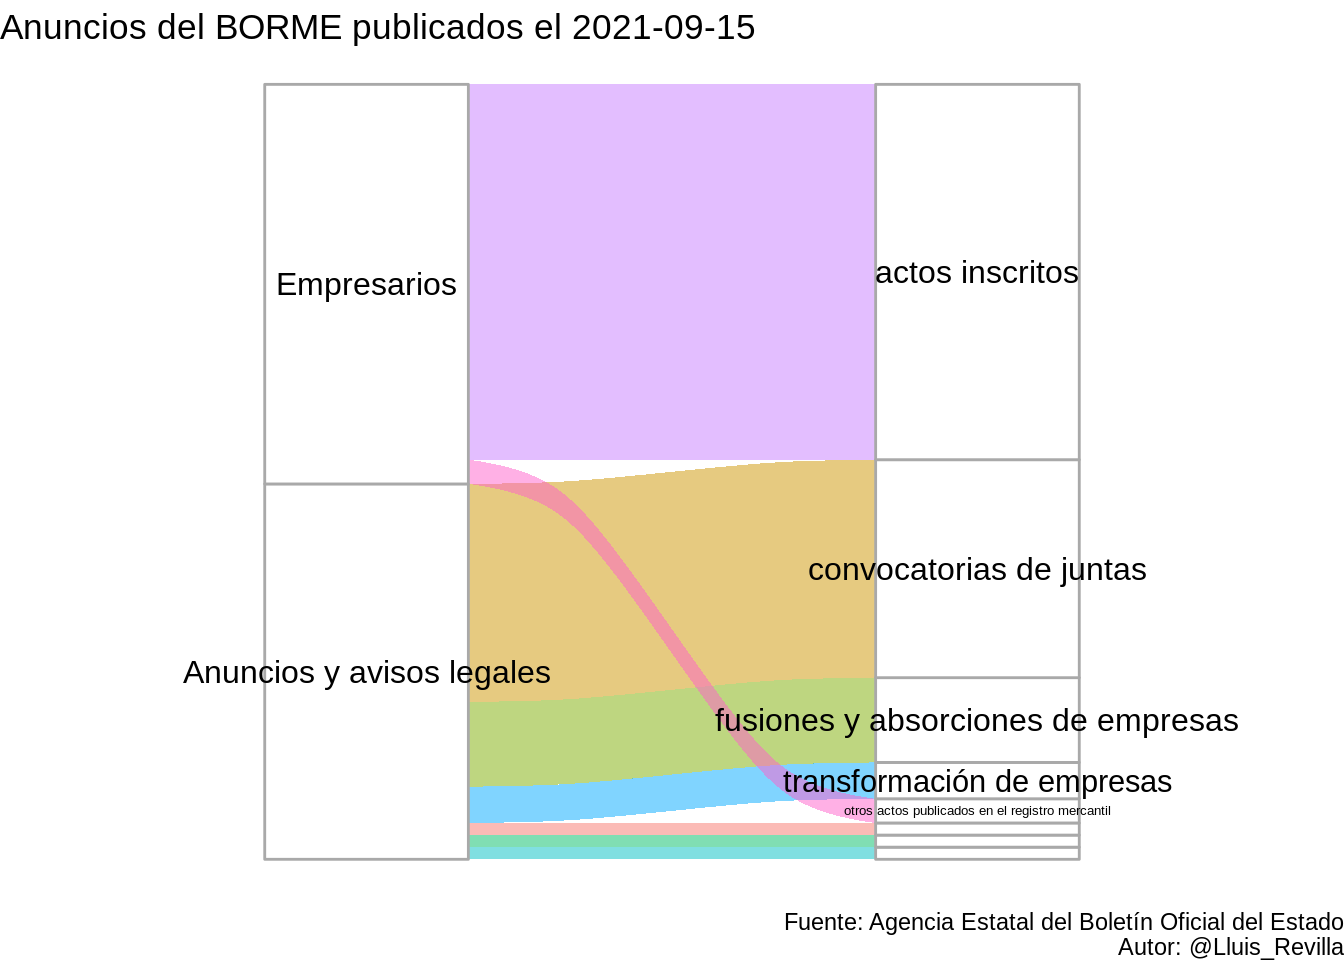 Anuncios del BORME publicados el 2021-09-15
Empresarios
actos inscritos
convocatorias de juntas
Anuncios y avisos legales
fusiones y absorciones de empresas
transformación de empresas
otros actos publicados en el registro mercantil
Fuente: Agencia Estatal del Boletín Oficial del Estado
Autor: @Lluis_Revilla